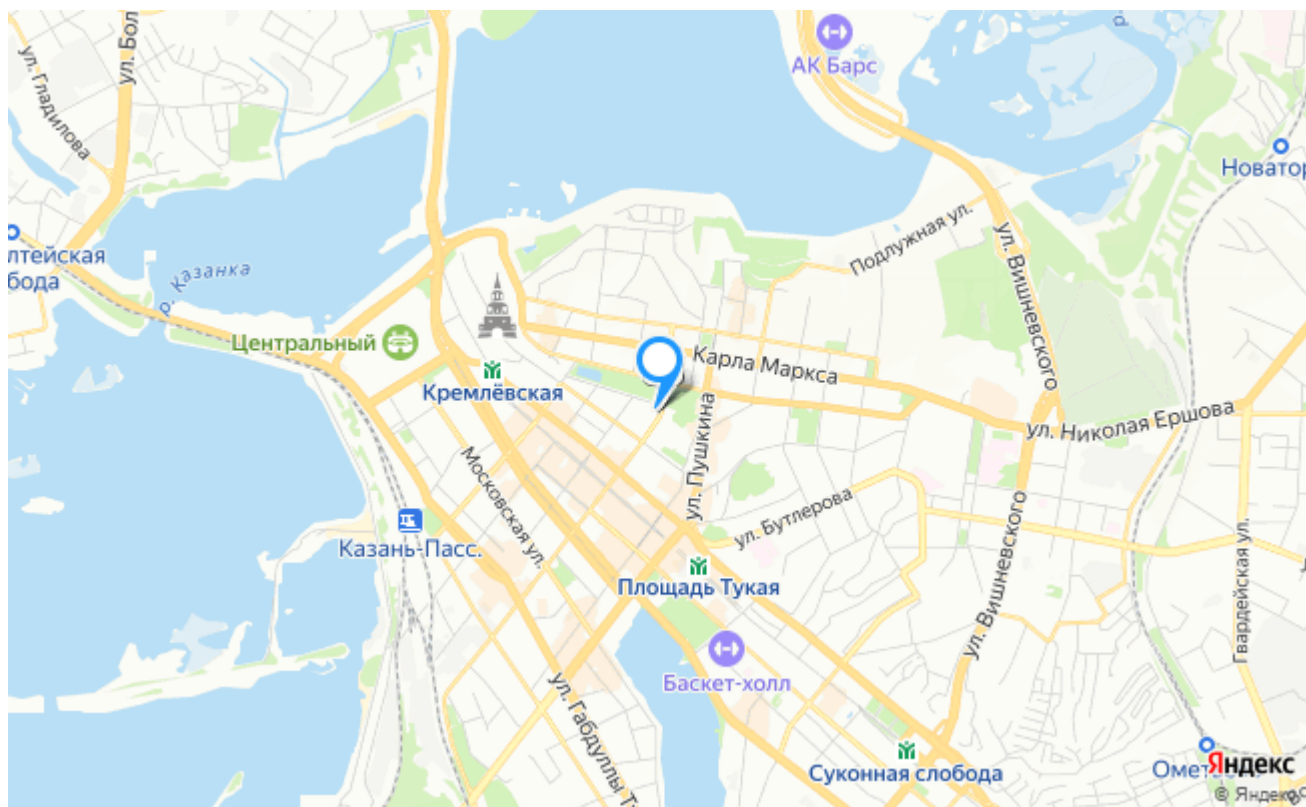 ул. Гладилова
ул. Бол
АК Барс
Новатор
лтейская
бода
р. Казанка
Подлужная ул.
ул. Вишневского
Центральный
Карла Маркса
Кремлёвская
ул. Николая Ершова
ул. Пушкина
Московская ул.
ул. Бутлерова
Казань-Пасс.
Площадь Тукая
ул. Вишневского
Гвардейская ул.
Баскет-холл
ул. Габдуллы Т
Суконная слобода
Омет
Яндекс
© Яндекс